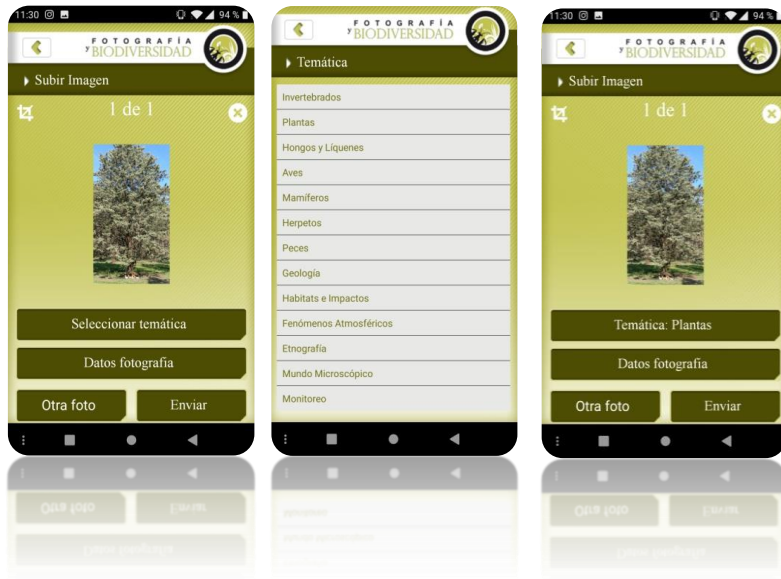 11:30 94 %
FOTOGRAFÍA
Y BIODIVERSIDAD
Subir Imagen
1 de 1
Seleccionar temática
Datos fotografia
Otra foto Enviar
FOTOGRAFÍA
Y BIODIVERSIDAD
Temática
Invertebrados
Plantas
Hongos y Líquenes
Aves
Mamíferos
Herpetos
Peces
Geología
Habitats e Impactos
Fenómenos Atmosféricos
Etnografía
Mundo Microscópico
Monitoreo
11:30 94 %
FOTOGRAFÍA
Y BIODIVERSIDAD
Subir Imagen
1 de 1
Temática: Plantas
Datos fotografia
Otra foto Enviar